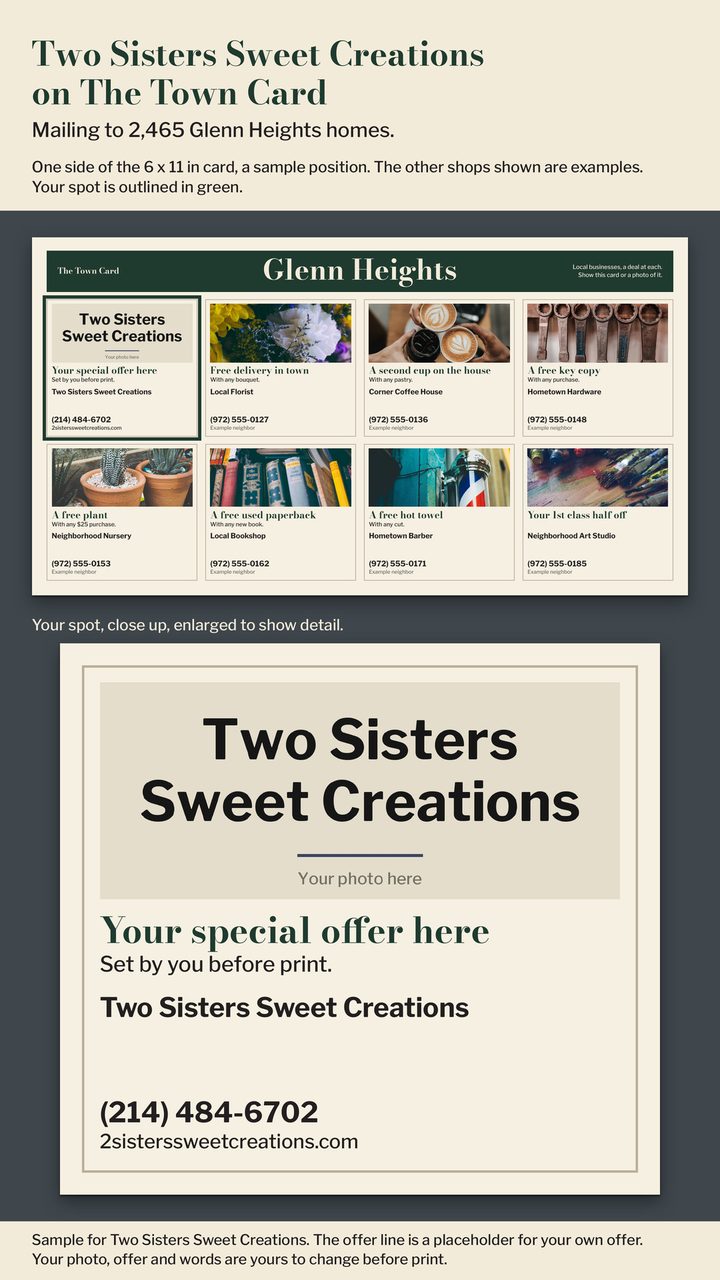 Two Sisters Sweet Creations
on The Town Card
Mailing to 2,465 Glenn Heights homes.
One side of the 6 x 11 in card, a sample position. The other shops shown are examples.
Your spot is outlined in green.
The Town Card
Glenn Heights
Local businesses, a deal at each.
Show this card or a photo of it.
Two Sisters
Sweet Creations
Your photo here
Your special offer here
Set by you before print.
Two Sisters Sweet Creations
(214) 484-6702
2sisterssweetcreations.com
Free delivery in town
With any bouquet.
Local Florist
(972) 555-0127
Example neighbor
A second cup on the house
With any pastry.
Corner Coffee House
(972) 555-0136
Example neighbor
A free key copy
With any purchase.
Hometown Hardware
(972) 555-0148
Example neighbor
A free plant
With any $25 purchase.
Neighborhood Nursery
(972) 555-0153
Example neighbor
A free used paperback
With any new book.
Local Bookshop
(972) 555-0162
Example neighbor
A free hot towel
With any cut.
Hometown Barber
(972) 555-0171
Example neighbor
Your 1st class half off
Neighborhood Art Studio
(972) 555-0185
Example neighbor
Your spot, close up, enlarged to show detail.
Two Sisters
Sweet Creations
Your photo here
Your special offer here
Set by you before print.
Two Sisters Sweet Creations
(214) 484-6702
2sisterssweetcreations.com
Sample for Two Sisters Sweet Creations. The offer line is a placeholder for your own offer.
Your photo, offer and words are yours to change before print.